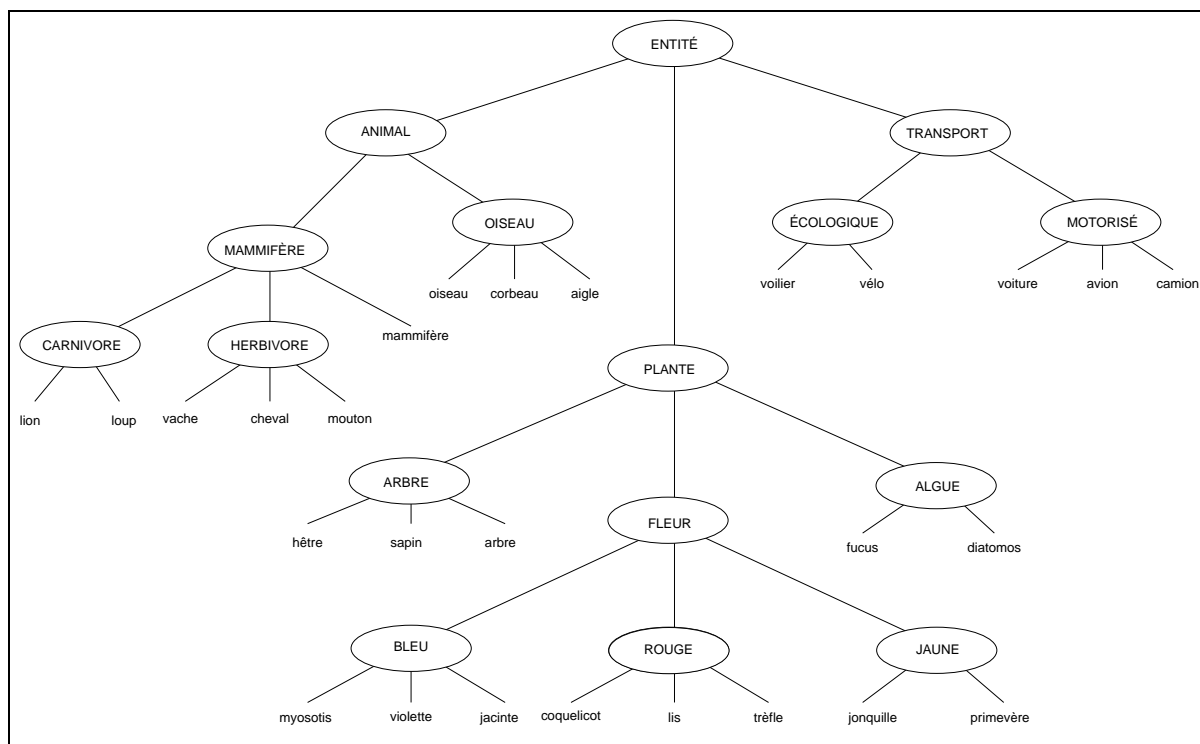 ENTITÉ
ANIMAL
TRANSPORT
MAMMIFÈRE
OISEAU
ÉCOLOGIQUE
MOTORISÉ
oiseau corbeau aigle
voilier vélo
voiture avion camion
CARNIVORE
HERBIVORE
mammifère
PLANTE
lion loup
vache cheval mouton
ARBRE
ALGUE
FLEUR
hêtre sapin arbre
fucus diatomos
BLEU
ROUGE
JAUNE
myosotis violette jacinte
coquelicot lis trèfle
jonquille primevère